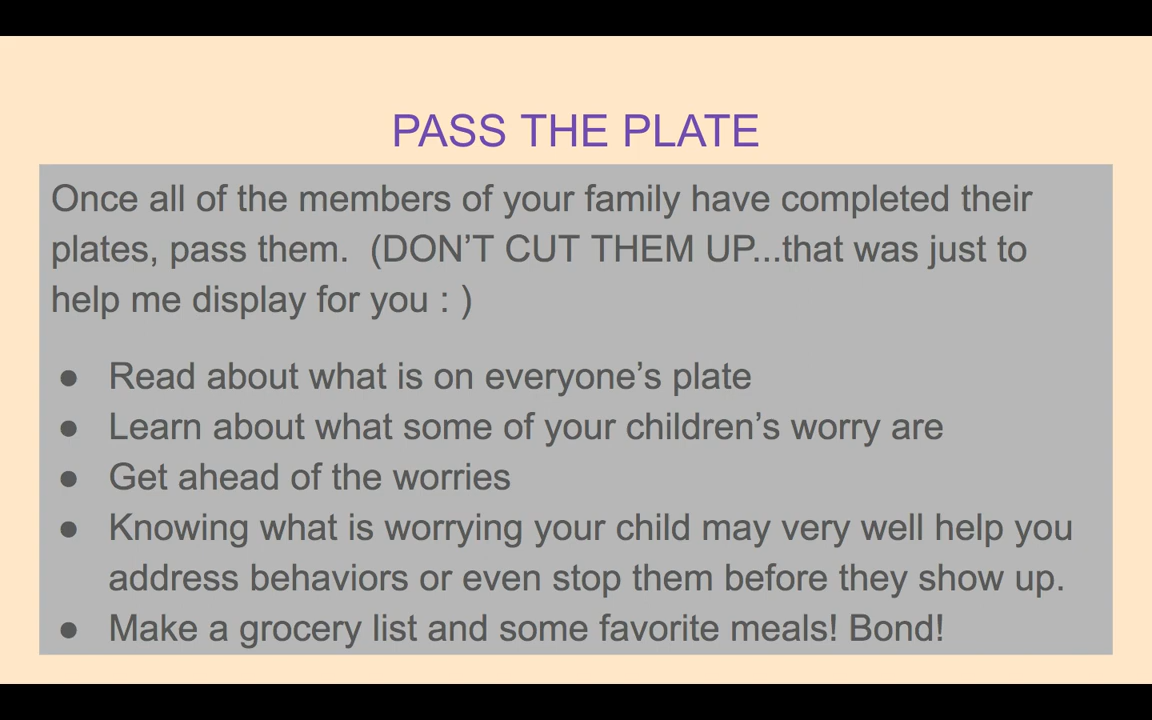 PASS THE PLATE
Once all of the members of your family have completed their
plates, pass them.  (DON’T CUT THEM UP...that was just to
help me display for you : )
● Read about what is on everyone’s plate
● Learn about what some of your children’s worry are
● Get ahead of the worries
● Knowing what is worrying your child may very well help you
address behaviors or even stop them before they show up.
● Make a grocery list and some favorite meals! Bond!